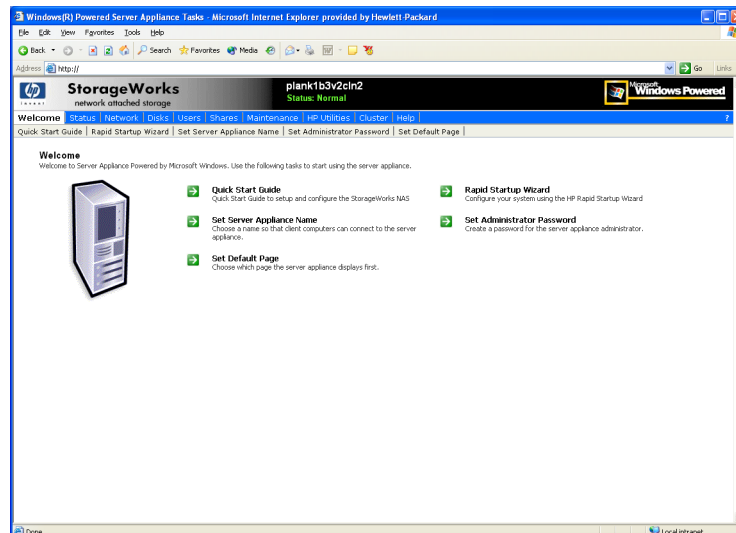 Windows(R) Powered Server Appliance Tasks - Microsoft Internet Explorer provided by Hewlett-Packard
File Edit View Favorites Tools Help
Back Search Favorites Media
Address http:// Go Links
hp invent
StorageWorks
network attached storage
plank1b3v2cln2
Status: Normal
Microsoft
Windows Powered
Welcome Status Network Disks Users Shares Maintenance HP Utilities Cluster Help ?
Quick Start Guide Rapid Startup Wizard Set Server Appliance Name Set Administrator Password Set Default Page
Welcome
Welcome to Server Appliance Powered by Microsoft Windows. Use the following tasks to start using the server appliance.
Quick Start Guide
Quick Start Guide to setup and configure the StorageWorks NAS
Rapid Startup Wizard
Configure your system using the HP Rapid Startup Wizard
Set Server Appliance Name
Choose a name so that client computers can connect to the server
appliance.
Set Administrator Password
Create a password for the server appliance administrator.
Set Default Page
Choose which page the server appliance displays first.
Done Local intranet